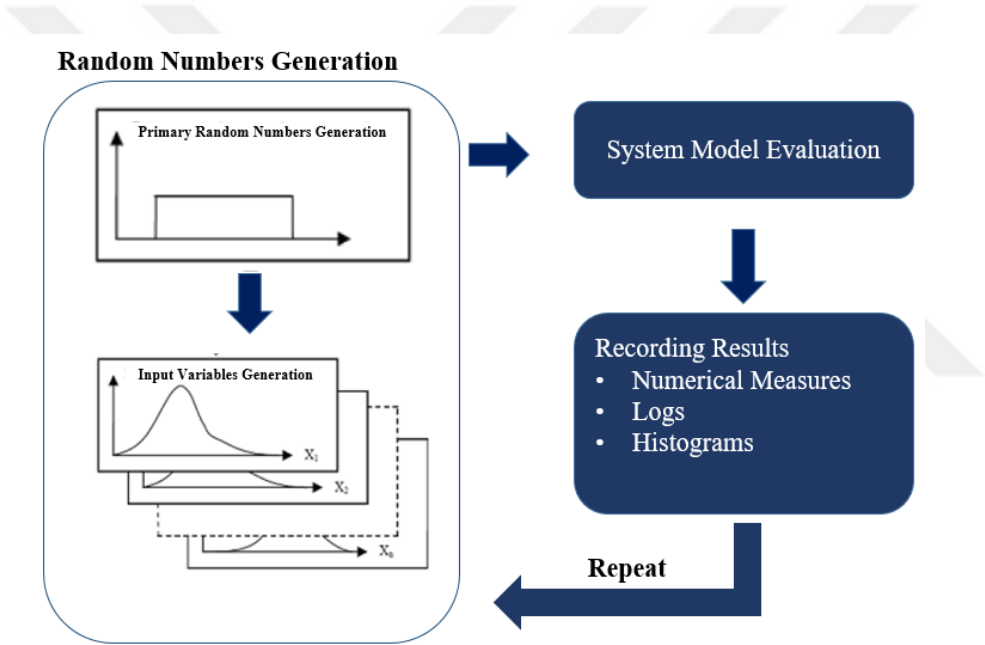 Random Numbers Generation
Primary Random Numbers Generation
Input Variables Generation
X₁
X₂
Xₙ
System Model Evaluation
Recording Results
• Numerical Measures
• Logs
• Histograms
Repeat